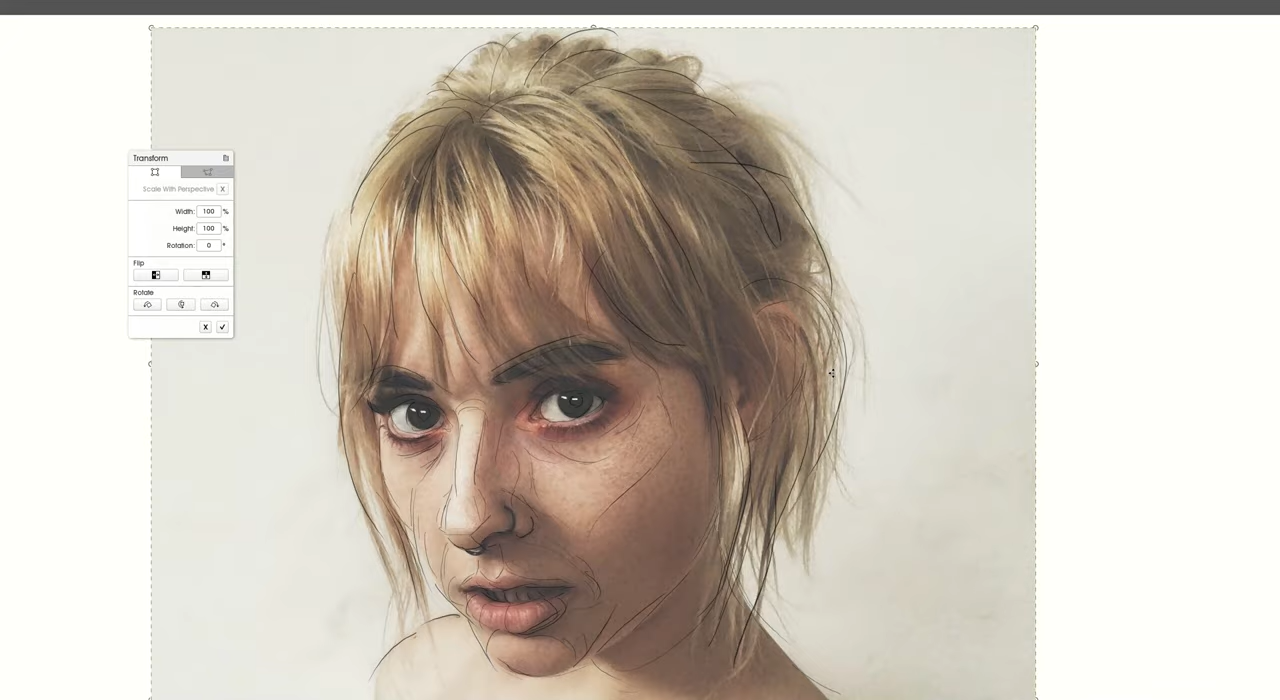 Transform
Scale With Perspective X
Width: 100 %
Height: 100 %
Rotation: 0 °
Flip
Rotate
X